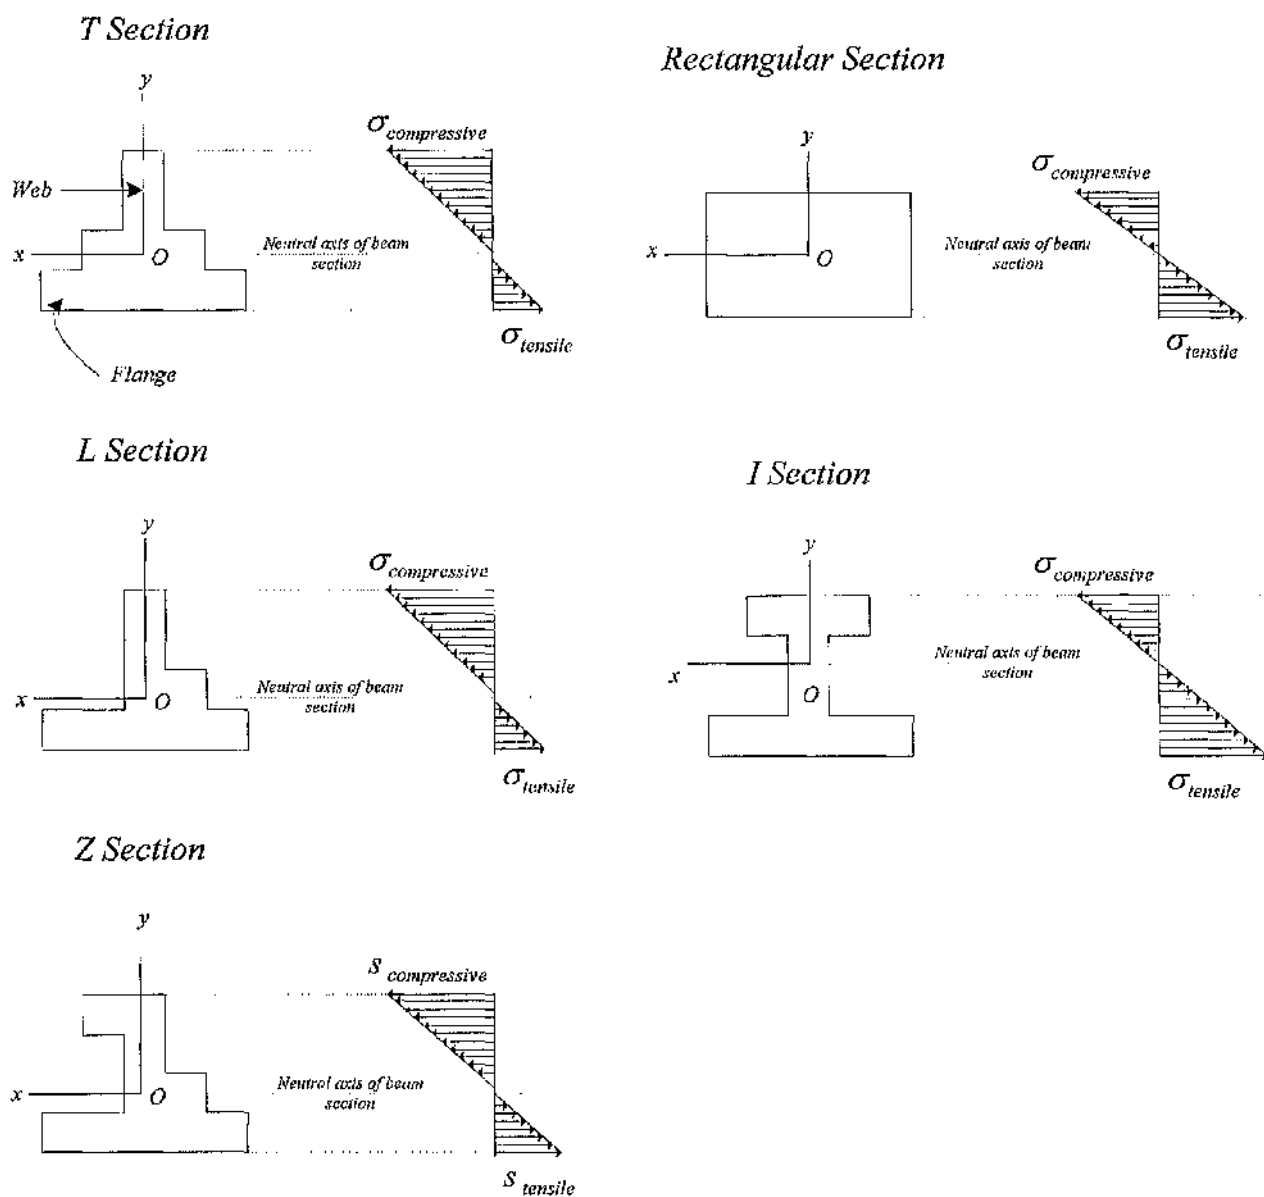 T Section
y
σcompressive
Web
x
O
Neutral axis of beam
section
σtensile
Flange
Rectangular Section
y
σcompressive
x
O
Neutral axis of beam
section
σtensile
L Section
y
σcompressive
x
O
Neutral axis of beam
section
σtensile
I Section
y
σcompressive
x
O
Neutral axis of beam
section
σtensile
Z Section
y
s compressive
x
O
Neutral axis of beam
section
s tensile